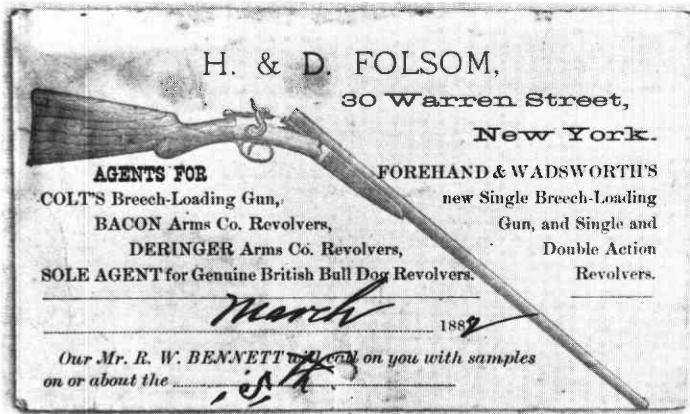 H. & D. FOLSOM,
30 Warren Street,
New York.
AGENTS FOR
COLT'S Breech-Loading Gun,
BACON Arms Co. Revolvers,
DERINGER Arms Co. Revolvers,
SOLE AGENT for Genuine British Bull Dog Revolvers.
FOREHAND & WADSWORTH'S
new Single Breech-Loading
Gun, and Single and
Double Action
Revolvers.
March 1882
Our Mr. R. W. BENNETT will call on you with samples
on or about the